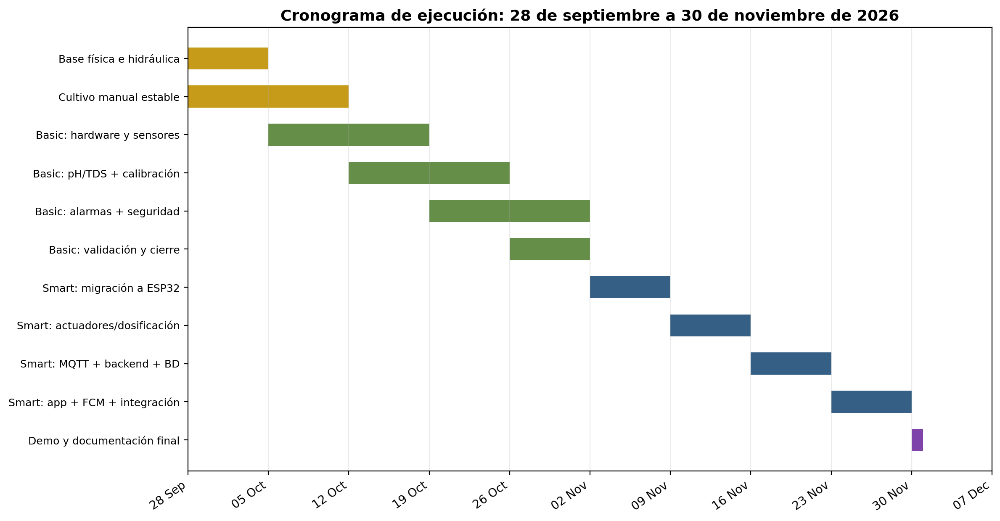 Cronograma de ejecución: 28 de septiembre a 30 de noviembre de 2026
Base física e hidráulica
Cultivo manual estable
Basic: hardware y sensores
Basic: pH/TDS + calibración
Basic: alarmas + seguridad
Basic: validación y cierre
Smart: migración a ESP32
Smart: actuadores/dosificación
Smart: MQTT + backend + BD
Smart: app + FCM + integración
Demo y documentación final
28 Sep
05 Oct
12 Oct
19 Oct
26 Oct
02 Nov
09 Nov
16 Nov
23 Nov
30 Nov
07 Dec